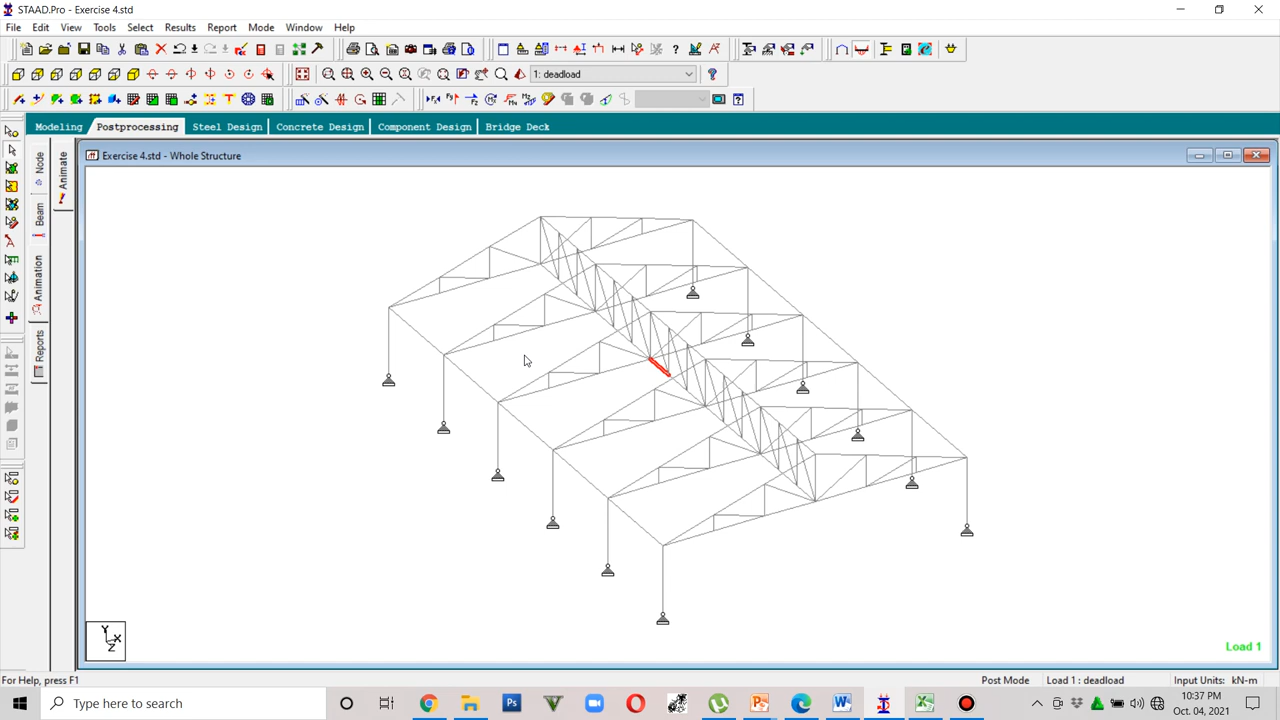 STAAD.Pro - Exercise 4.std
File Edit View Tools Select Results Report Mode Window Help
1: deadload
Modeling Postprocessing Steel Design Concrete Design Component Design Bridge Deck
Exercise 4.std - Whole Structure
Node
Beam
Animation
Reports
Animate
Y
X
Z
Load 1
For Help, press F1 Post Mode Load 1 : deadload Input Units: kN-m
Type here to search
10:37 PM
Oct. 04, 2021